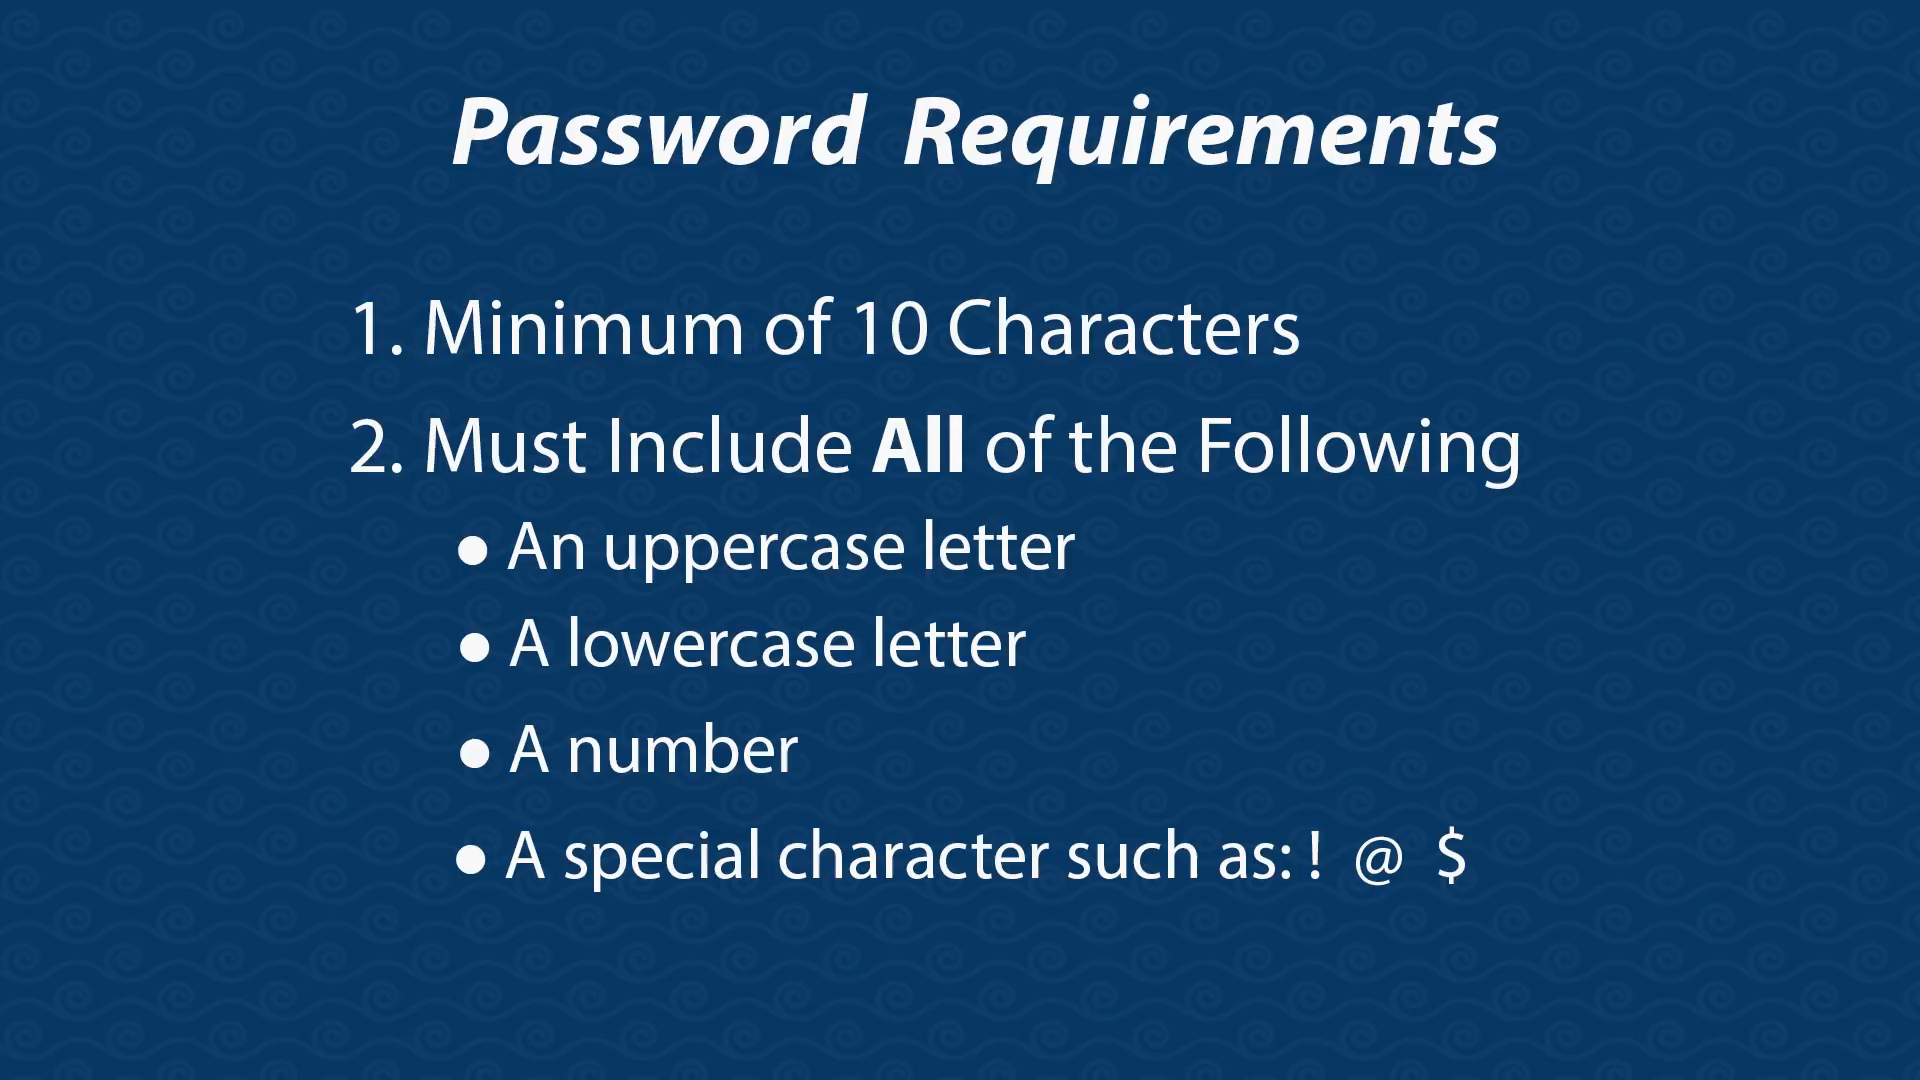 Password Requirements
1. Minimum of 10 Characters
2. Must Include All of the Following
● An uppercase letter
● A lowercase letter
● A number
● A special character such as: ! @ $